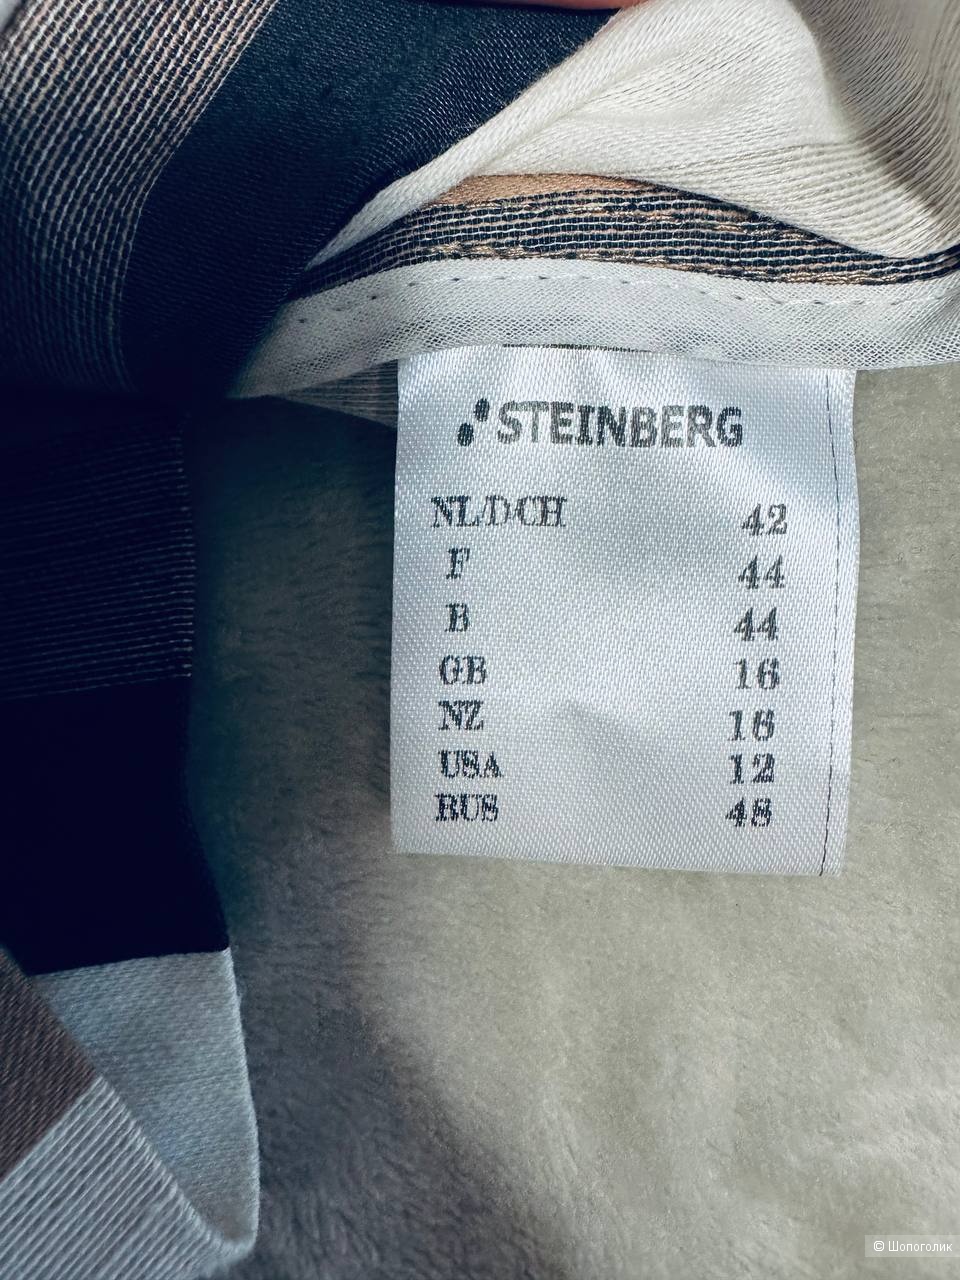 STEINBERG
NL/D/CH 42
F 44
B 44
GB 16
NZ 16
USA 12
RUS 48
© Шопоголик